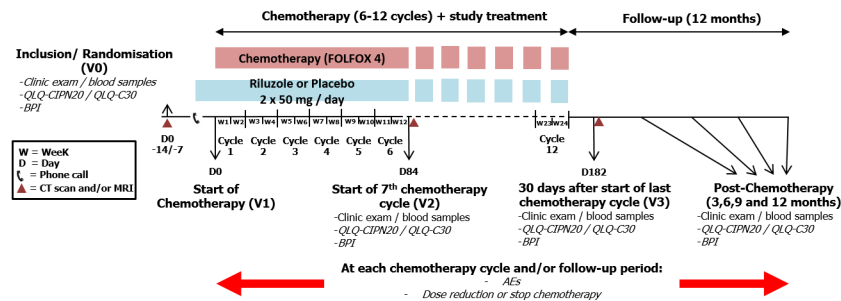 Chemotherapy (6-12 cycles) + study treatment
Follow-up (12 months)
Inclusion/ Randomisation
(V0)
-Clinic exam / blood samples
-QLQ-CIPN20 / QLQ-C30
-BPI
Chemotherapy (FOLFOX 4)
Riluzole or Placebo
2 x 50 mg / day
D0
-14/-7
W1 W2 W3 W4 W5 W6 W7 W8 W9 W10 W11 W12
W23 W24
Cycle
1
Cycle
2
Cycle
3
Cycle
4
Cycle
5
Cycle
6
Cycle
12
W = WeeK
D = Day
= Phone call
= CT scan and/or MRI
D0
D84
D182
Start of
Chemotherapy (V1)
Start of 7th chemotherapy
cycle (V2)
-Clinic exam / blood samples
-QLQ-CIPN20 / QLQ-C30
-BPI
30 days after start of last
chemotherapy cycle (V3)
-Clinic exam / blood samples
-QLQ-CIPN20 / QLQ-C30
-BPI
Post-Chemotherapy
(3,6,9 and 12 months)
-Clinic exam / blood samples
-QLQ-CIPN20 / QLQ-C30
-BPI
At each chemotherapy cycle and/or follow-up period:
- AEs
- Dose reduction or stop chemotherapy